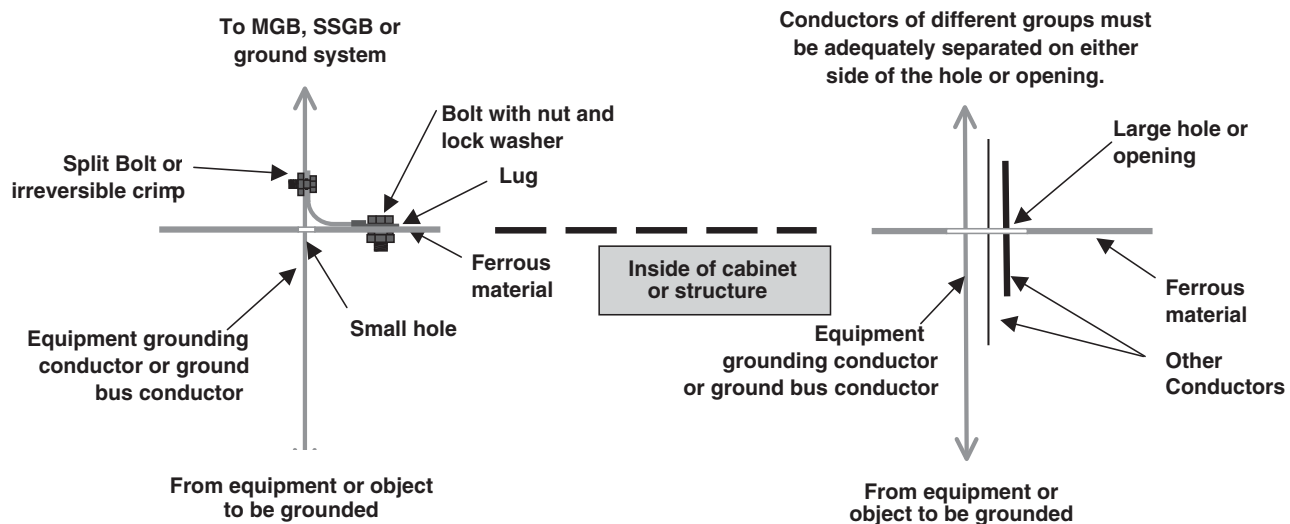 To MGB, SSGB or
ground system
Bolt with nut and
lock washer
Split Bolt or
irreversible crimp
Lug
Ferrous
material
Small hole
Equipment grounding
conductor or ground
bus conductor
From equipment or object
to be grounded
Inside of cabinet
or structure
Conductors of different groups must
be adequately separated on either
side of the hole or opening.
Large hole or
opening
Ferrous
material
Equipment
grounding conductor
or ground bus conductor
Other
Conductors
From equipment or
object to be grounded